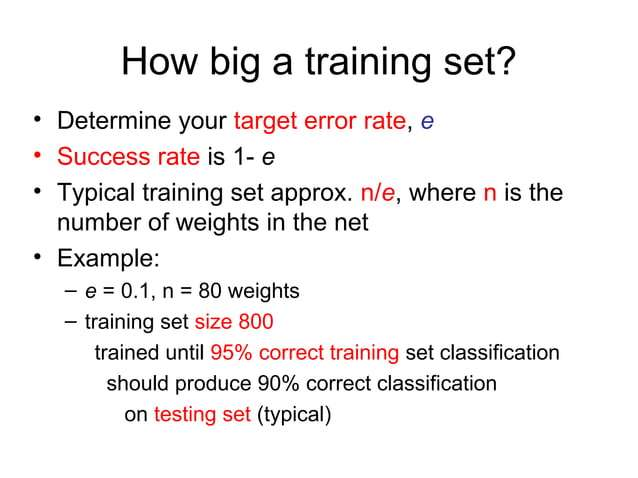 How big a training set?
• Determine your target error rate, e
• Success rate is 1- e
• Typical training set approx. n/e, where n is the
number of weights in the net
• Example:
– e = 0.1, n = 80 weights
– training set size 800
trained until 95% correct training set classification
should produce 90% correct classification
on testing set (typical)